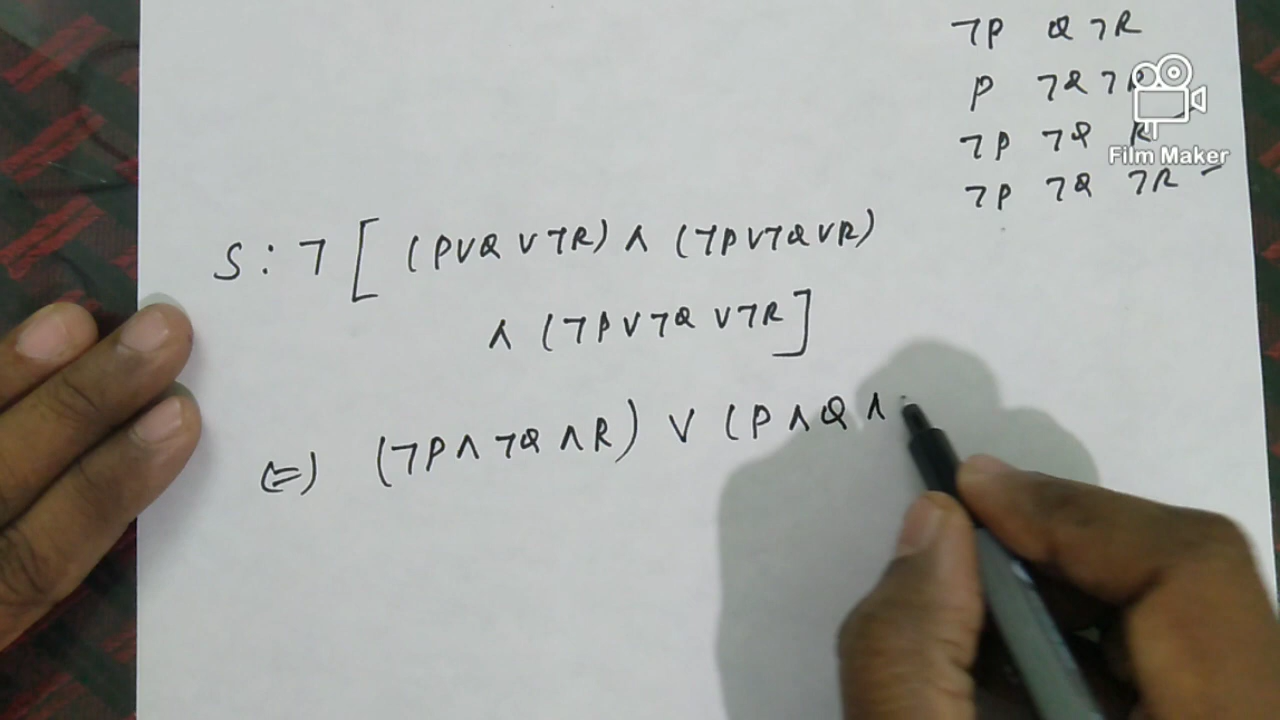 ¬P Q ¬R
P ¬Q ¬R
¬P ¬Q R
Film Maker
¬P ¬Q ¬R
S : ¬ [ (P∨Q ∨ ¬R) ∧ (¬P∨¬Q∨R)
∧ (¬P∨¬Q ∨¬R ]
⇔ (¬P∧ ¬Q ∧R) ∨ (P ∧ Q ∧